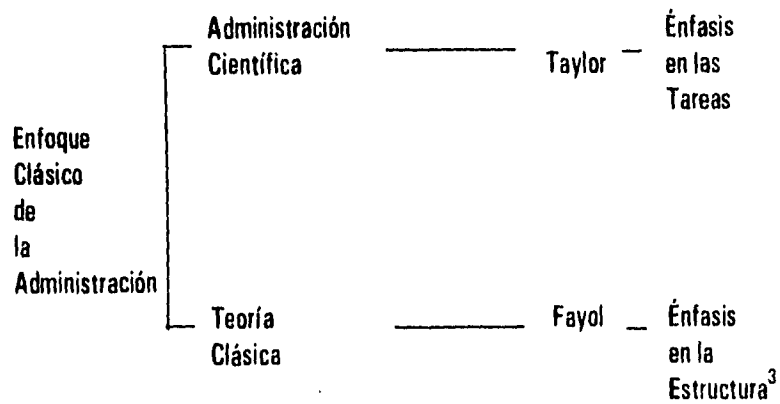 Enfoque
Clásico
de
la
Administración
Administración
Científica
Taylor
Énfasis
en las
Tareas
Teoría
Clásica
Fayol
Énfasis
en la
Estructura³